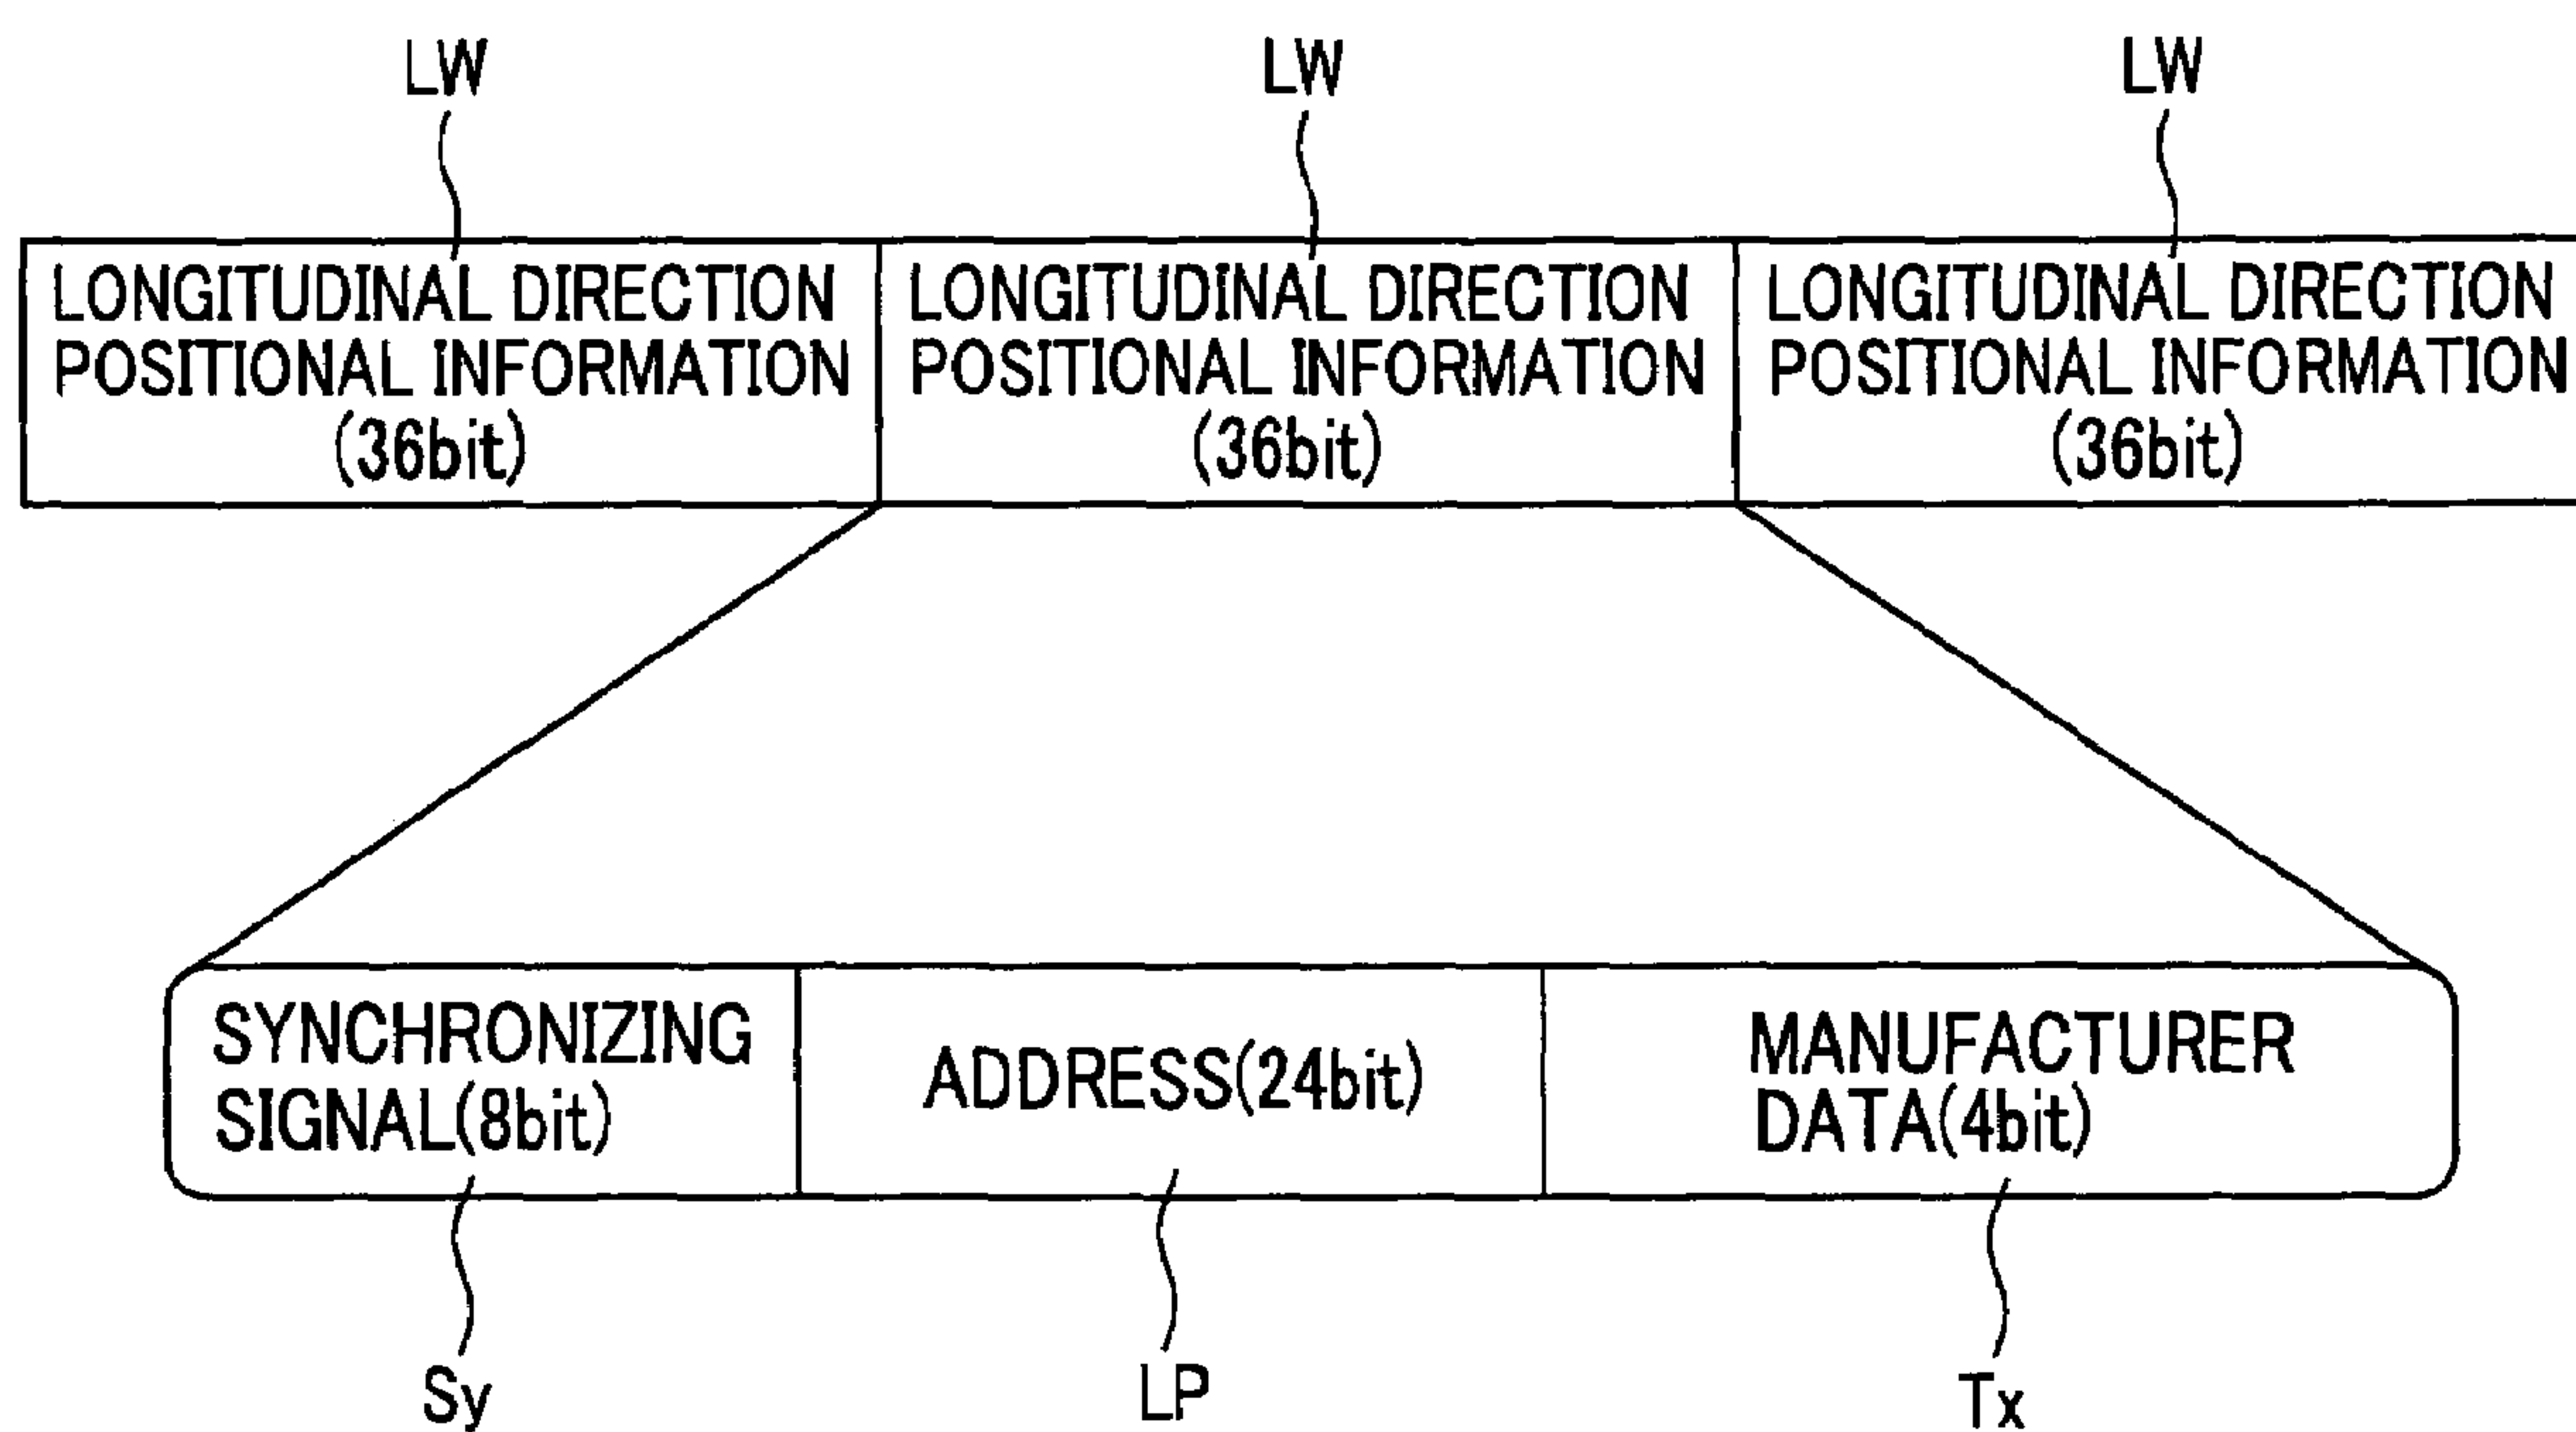 LW LW LW
LONGITUDINAL DIRECTION
POSITIONAL INFORMATION
(36bit)
LONGITUDINAL DIRECTION
POSITIONAL INFORMATION
(36bit)
LONGITUDINAL DIRECTION
POSITIONAL INFORMATION
(36bit)
SYNCHRONIZING
SIGNAL(8bit)
ADDRESS(24bit)
MANUFACTURER
DATA(4bit)
Sy LP Tx